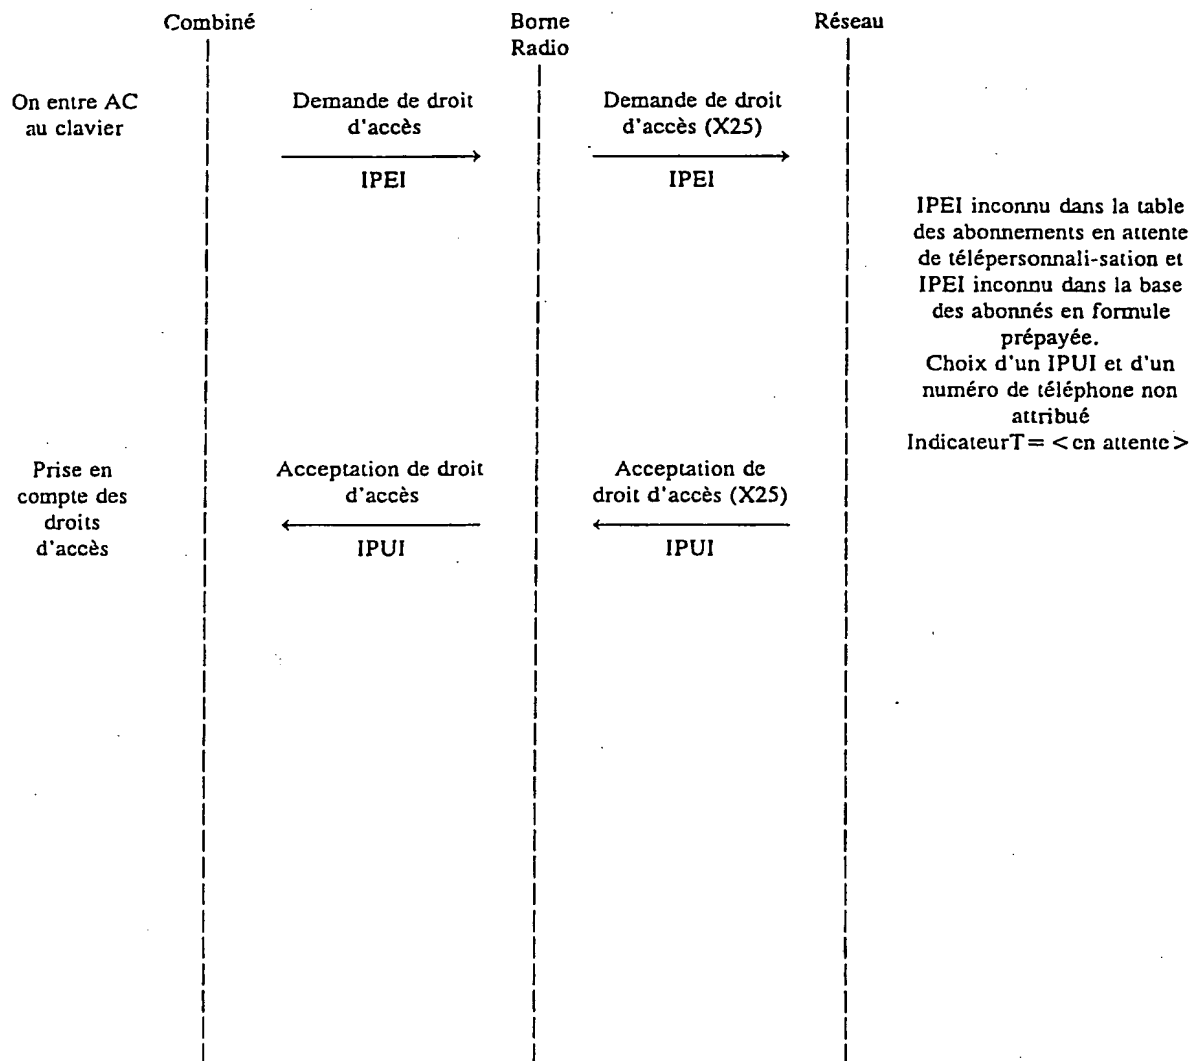 Combiné
Borne
Radio
Réseau
On entre AC
au clavier
Demande de droit
d'accès
IPEI
Demande de droit
d'accès (X25)
IPEI
IPEI inconnu dans la table
des abonnements en attente
de télépersonnali-sation et
IPEI inconnu dans la base
des abonnés en formule
prépayée.
Choix d'un IPUI et d'un
numéro de téléphone non
attribué
IndicateurT= <en attente>
Prise en
compte des
droits
d'accès
Acceptation de droit
d'accès
IPUI
Acceptation de
droit d'accès (X25)
IPUI